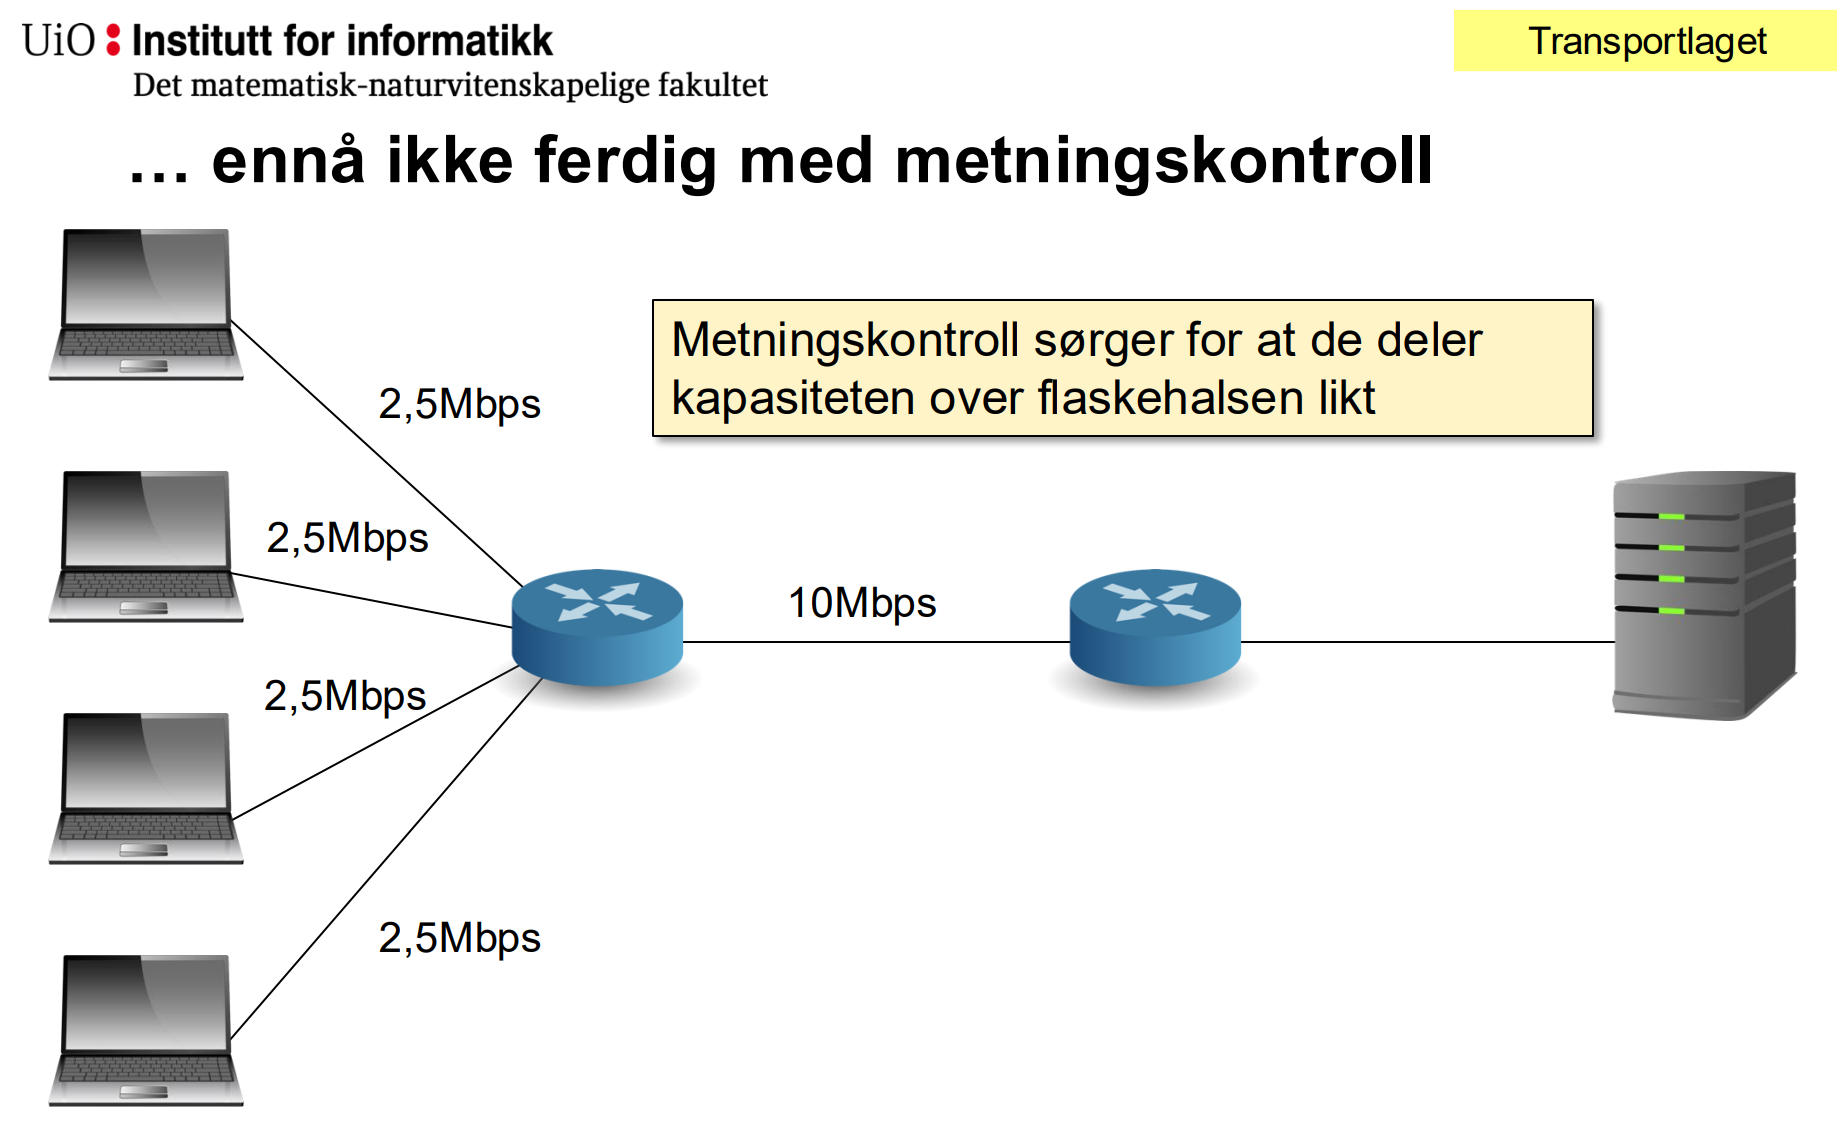 UiO Institutt for informatikk
Det matematisk-naturvitenskapelige fakultet
Transportlaget
… ennå ikke ferdig med metningskontroll
Metningskontroll sørger for at de deler
kapasiteten over flaskehalsen likt
2,5Mbps
2,5Mbps
10Mbps
2,5Mbps
2,5Mbps